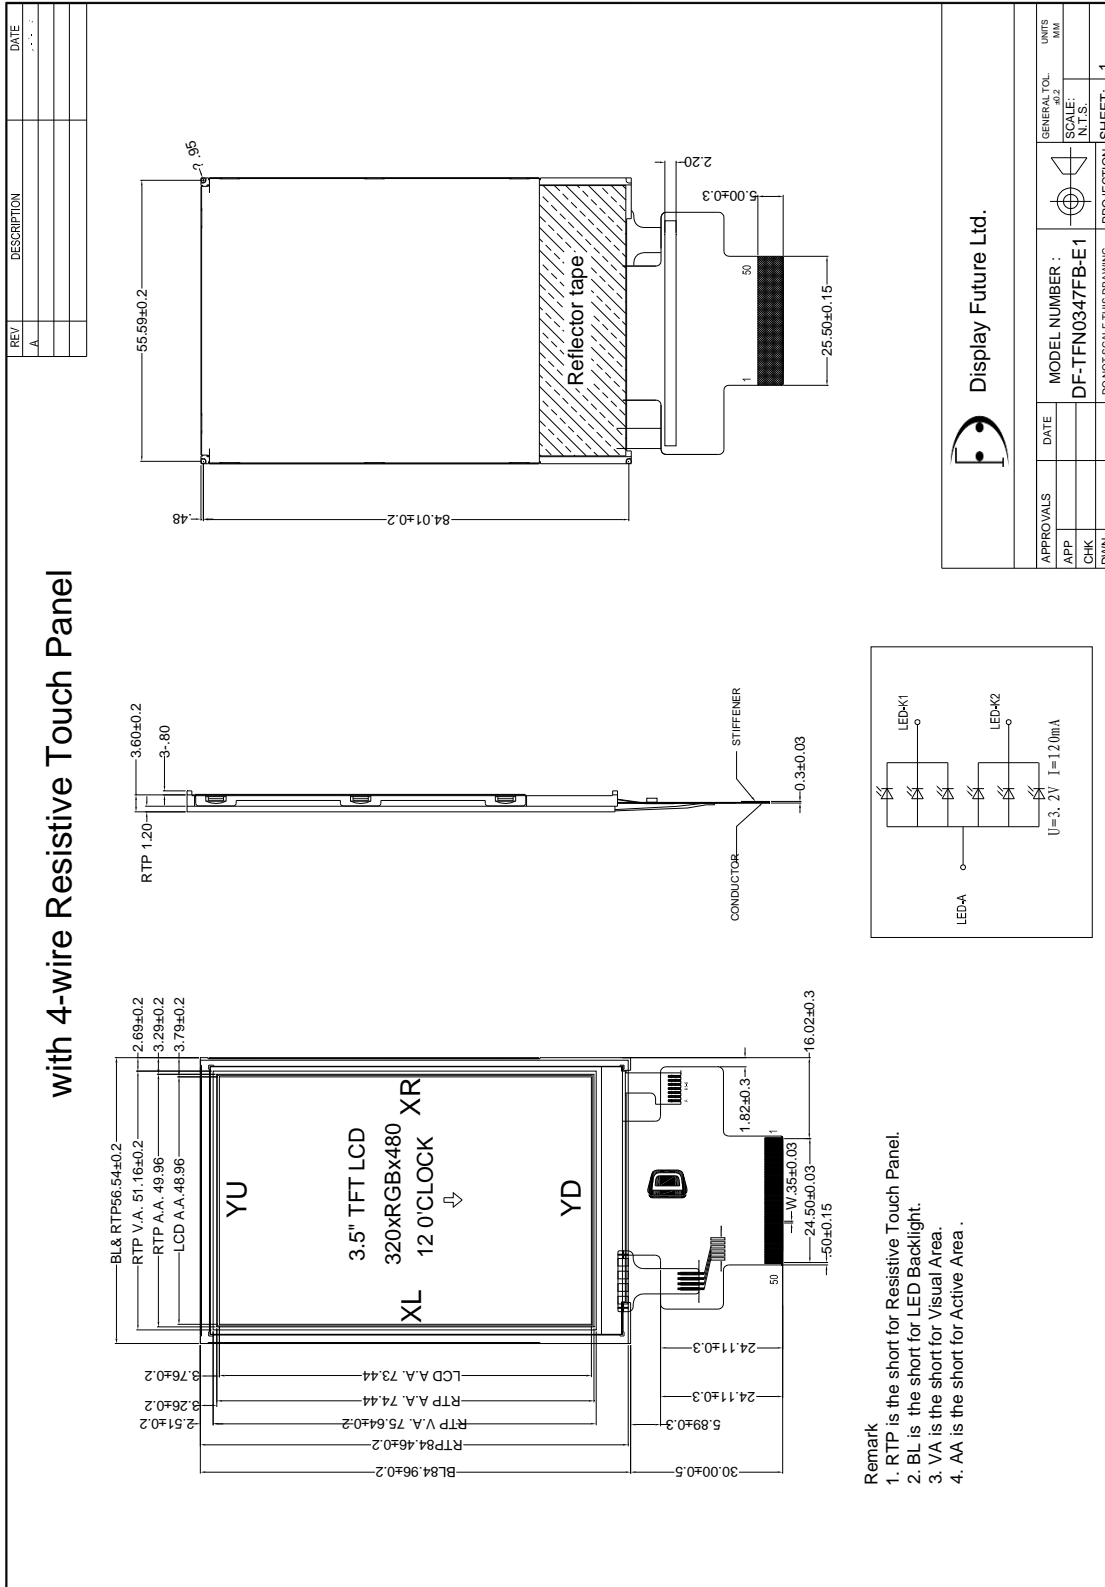 with 4-wire Resistive Touch Panel
REV DESCRIPTION DATE
A
BL& RTP56.54±0.2
RTP V.A. 51.16±0.2
RTP A.A. 49.96
LCD A.A.48.96
2.69±0.2
3.29±0.2
3.79±0.2
YU
3.5" TFT LCD
320xRGBx480
12 0'CLOCK
XL
XR
YD
3.76±0.2
LCD A.A. 73.44
3.26±0.2
RTP A.A 74.44
2.51±0.2
RTP V.A. 75.64±0.2
RTP84.46±0.2
BL84.96±0.2
24.11±0.3
24.11±0.3
5.89±0.3
30.00±0.5
1.82±0.3
16.02±0.3
50
1
W.35±0.03
24.50±0.03
.50±0.15
3.60±0.2
3-.80
RTP 1.20
CONDUCTOR
STIFFENER
0.3±0.03
55.59±0.2
.95
.48
84.01±0.2
Reflector tape
2.20
5.00±0.3
1
50
25.50±0.15
LED-A
LED-K1
LED-K2
U=3.2V I=120mA
Remark
1. RTP is the short for Resistive Touch Panel.
2. BL is the short for LED Backlight.
3. VA is the short for Visual Area.
4. AA is the short for Active Area .
Display Future Ltd.
APPROVALS DATE
APP
CHK
MODEL NUMBER :
DF-TFN0347FB-E1
GENERAL TOL. ±0.2
UNITS MM
SCALE: N.T.S.